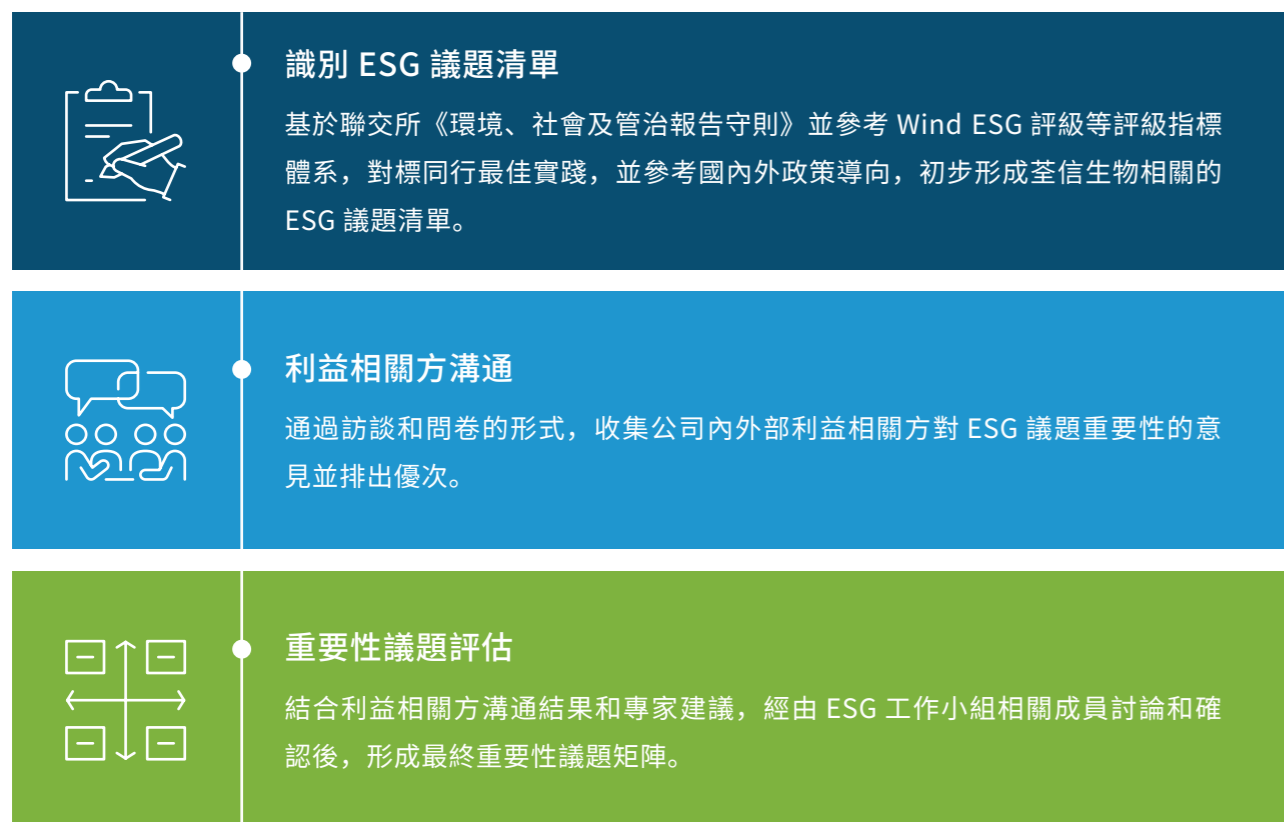 識別 ESG 議題清單
基於聯交所《環境、社會及管治報告守則》並參考 Wind ESG 評級等評級指標
體系，對標同行最佳實踐，並參考國內外政策導向，初步形成荃信生物相關的
ESG 議題清單。
利益相關方溝通
通過訪談和問卷的形式，收集公司內外部利益相關方對 ESG 議題重要性的意
見並排出優次。
重要性議題評估
結合利益相關方溝通結果和專家建議，經由 ESG 工作小組相關成員討論和確
認後，形成最終重要性議題矩陣。